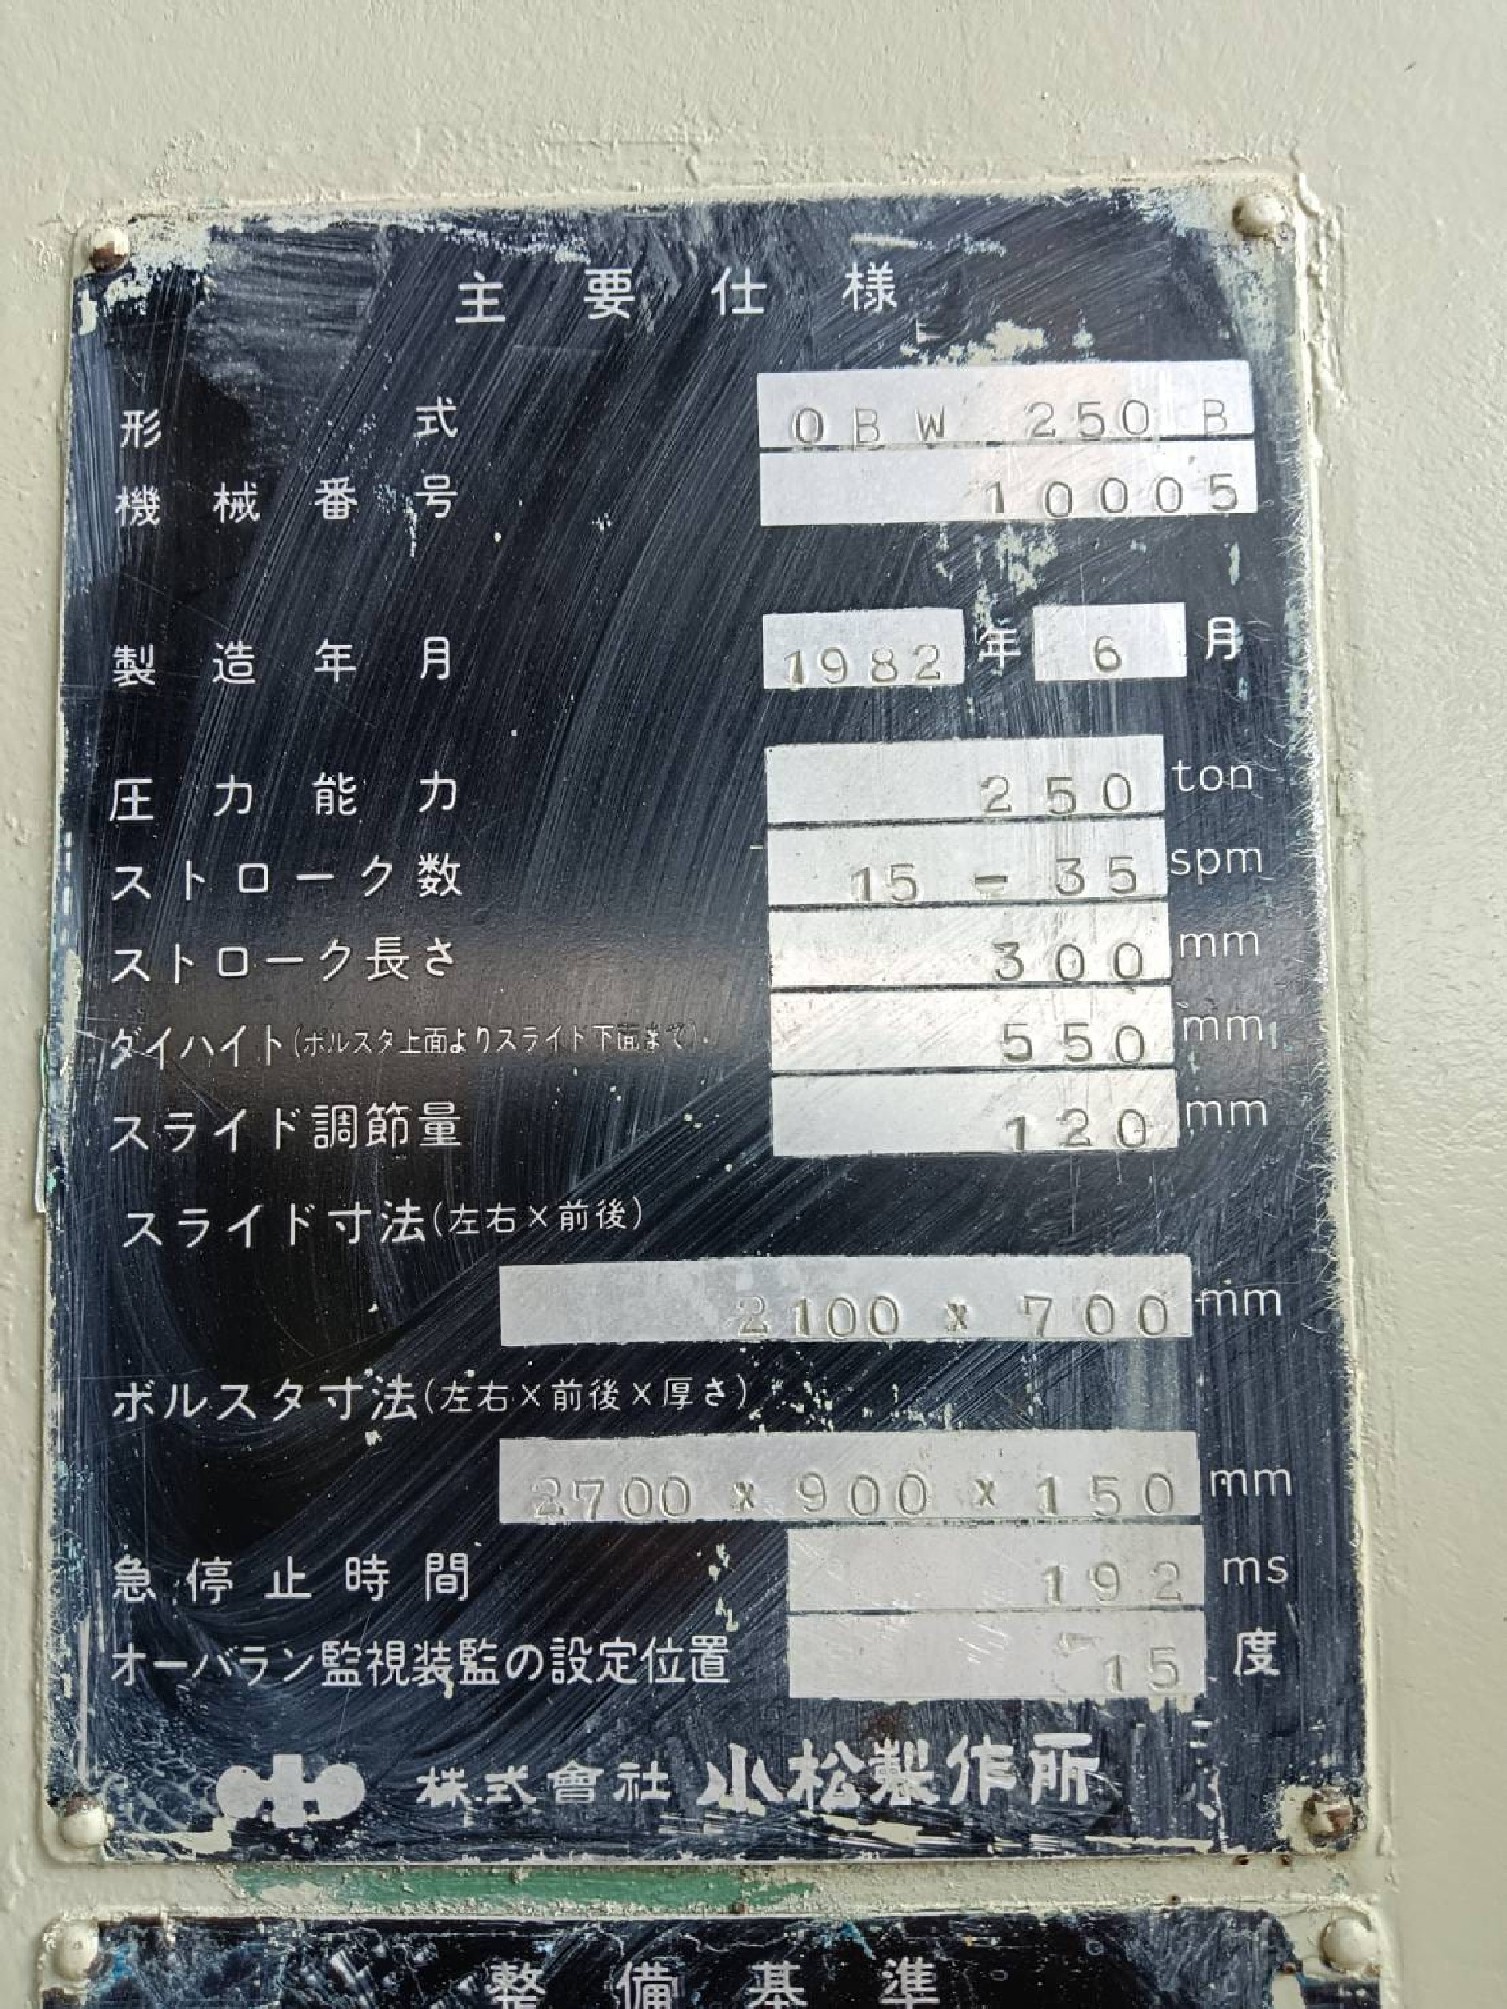 主要仕様
形式 OBW 250 B
機械番号 10005
製造年月 1982 年 6 月
圧力能力 250 ton
ストローク数 15 - 35 spm
ストローク長さ 300 mm
ダイハイト(ボルスタ上面よりスライド下面まで) 550 mm
スライド調節量 120 mm
スライド寸法(左右×前後)
2100 x 700 mm
ボルスタ寸法(左右×前後×厚さ)
2700 x 900 x 150 mm
急停止時間 192 ms
オーバラン監視装監の設定位置 15 度
株式會社 小松製作所
整備基準